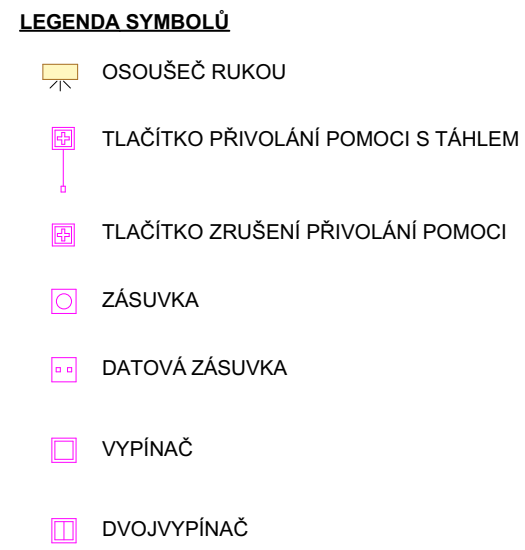 LEGENDA SYMBOLŮ
OSOUŠEČ RUKOU
TLAČÍTKO PŘIVOLÁNÍ POMOCI S TÁHLEM
TLAČÍTKO ZRUŠENÍ PŘIVOLÁNÍ POMOCI
ZÁSUVKA
DATOVÁ ZÁSUVKA
VYPÍNAČ
DVOJVYPÍNAČ